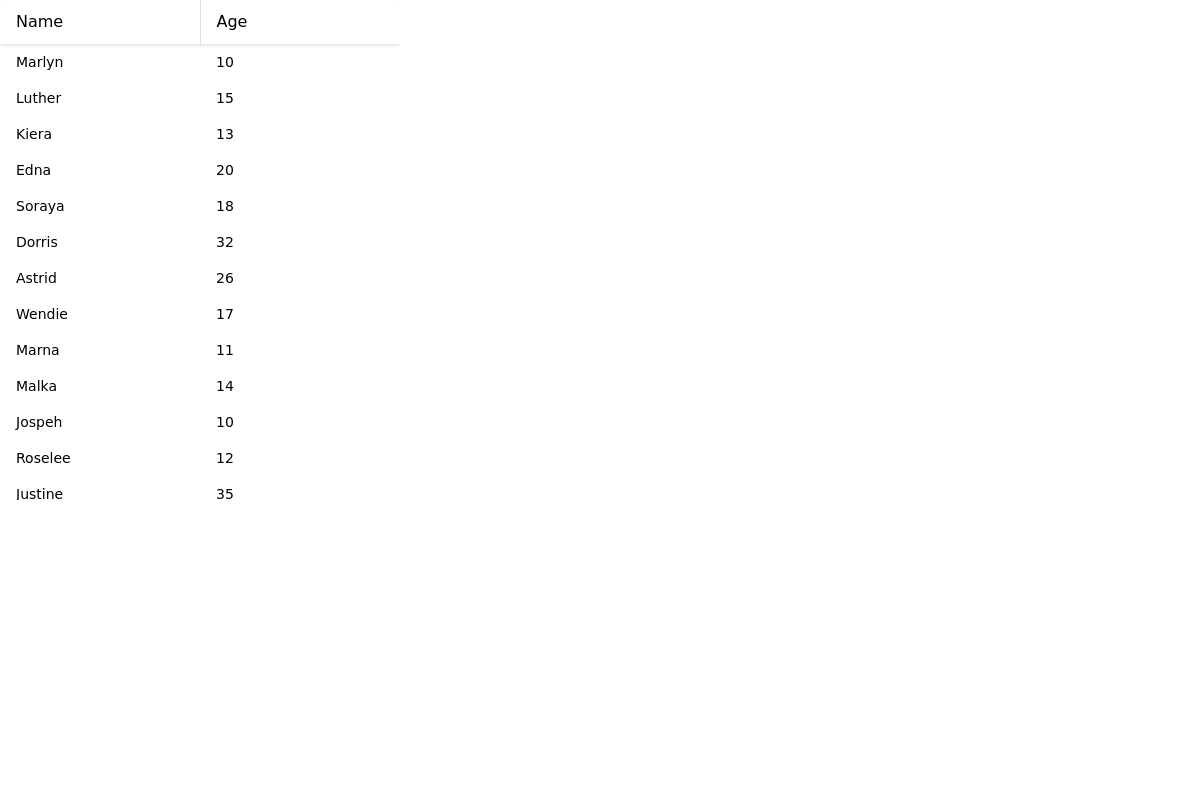 Name Age
Marlyn 10
Luther 15
Kiera 13
Edna 20
Soraya 18
Dorris 32
Astrid 26
Wendie 17
Marna 11
Malka 14
Jospeh 10
Roselee 12
Justine 35